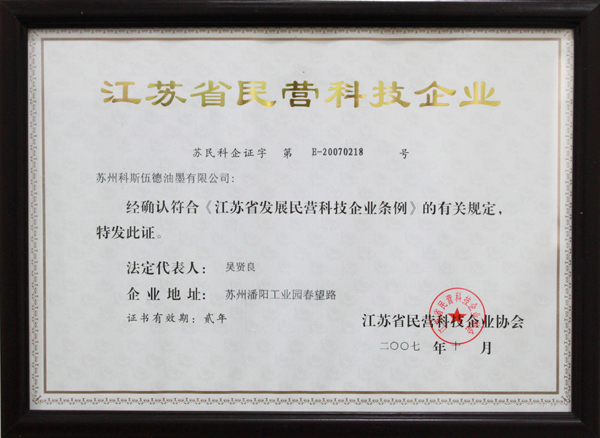 江苏省民营科技企业
苏民科企证字 第 E-20070218 号
苏州科斯伍德油墨有限公司:
经确认符合《江苏省发展民营科技企业条例》的有关规定,
特发此证。
法定代表人: 吴贤良
企业地址: 苏州潘阳工业园春望路
证书有效期: 贰年
江苏省民营科技企业协会
二〇〇七 年 十 月